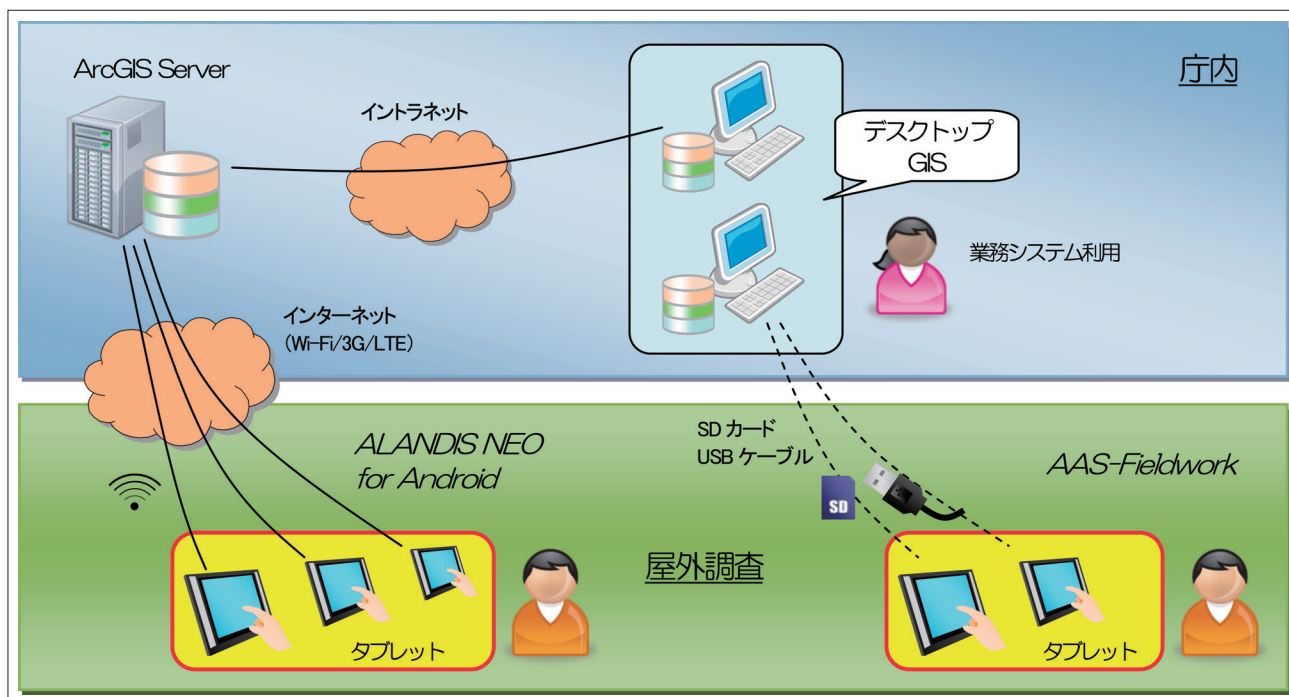 ArcGIS Server
庁内
イントラネット
デスクトップ
GIS
業務システム利用
インターネット
(Wi-Fi/3G/LTE)
SD カード
USB ケーブル
ALANDIS NEO
for Android
AAS-Fieldwork
SD
屋外調査
タブレット
タブレット